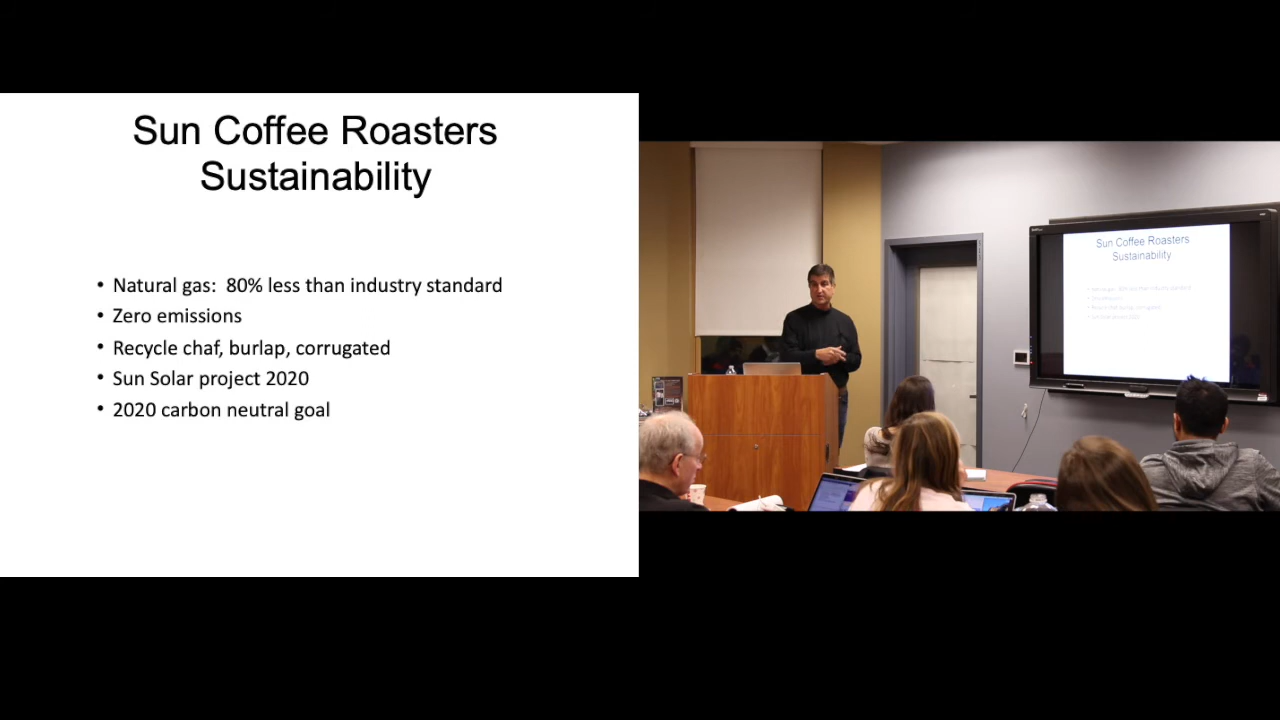 Sun Coffee Roasters
Sustainability
• Natural gas:  80% less than industry standard
• Zero emissions
• Recycle chaf, burlap, corrugated
• Sun Solar project 2020
• 2020 carbon neutral goal
Sun Coffee Roasters
Sustainability